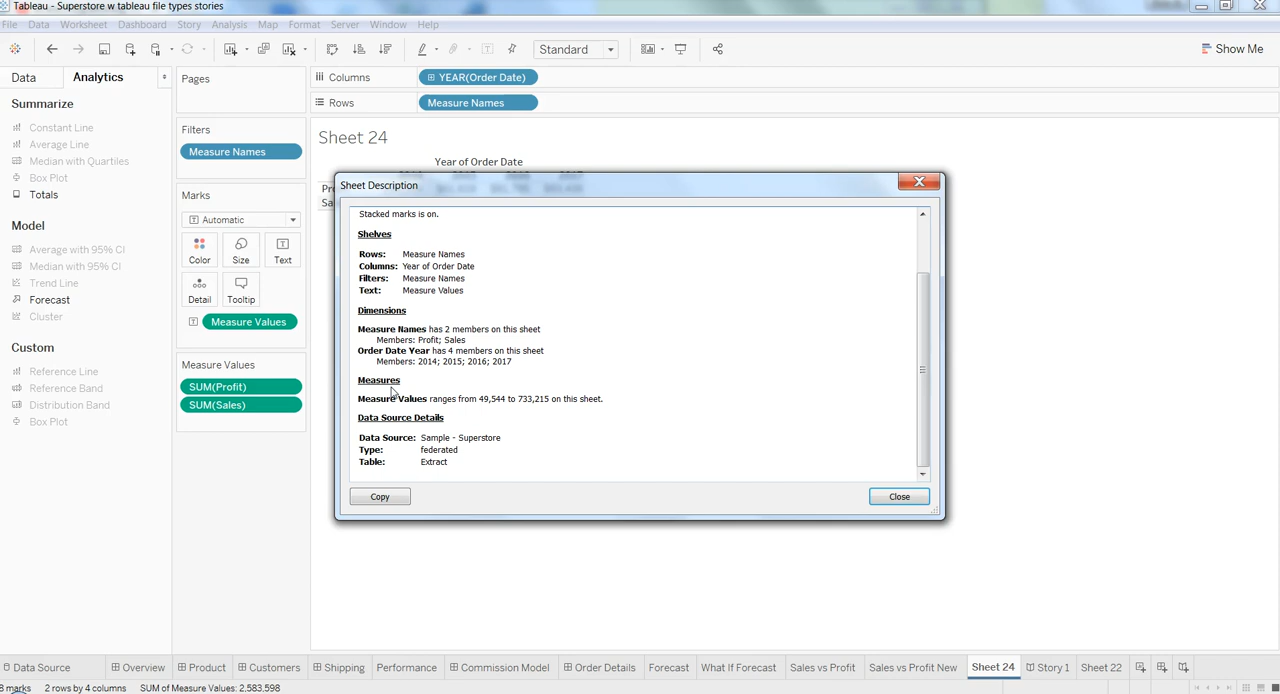 Tableau - Superstore w tableau file types stories
File Data Worksheet Dashboard Story Analysis Map Format Server Window Help
Standard
Show Me
Data Analytics
Pages
Columns YEAR(Order Date)
Rows Measure Names
Summarize
Constant Line
Average Line
Median with Quartiles
Box Plot
Totals
Model
Average with 95% CI
Median with 95% CI
Trend Line
Forecast
Cluster
Custom
Reference Line
Reference Band
Distribution Band
Box Plot
Filters
Measure Names
Marks
Automatic
Color Size Text
Detail Tooltip
Measure Values
Measure Values
SUM(Profit)
SUM(Sales)
Sheet 24
Year of Order Date
Pr
Sa
Sheet Description
Stacked marks is on.
Shelves
Rows: Measure Names
Columns: Year of Order Date
Filters: Measure Names
Text: Measure Values
Dimensions
Measure Names has 2 members on this sheet
Members: Profit; Sales
Order Date Year has 4 members on this sheet
Members: 2014; 2015; 2016; 2017
Measures
Measure Values ranges from 49,544 to 733,215 on this sheet.
Data Source Details
Data Source: Sample - Superstore
Type: federated
Table: Extract
Copy Close
Data Source Overview Product Customers Shipping Performance Commission Model Order Details Forecast What If Forecast Sales vs Profit Sales vs Profit New Sheet 24 Story 1 Sheet 22
8 marks 2 rows by 4 columns SUM of Measure Values: 2,583,598